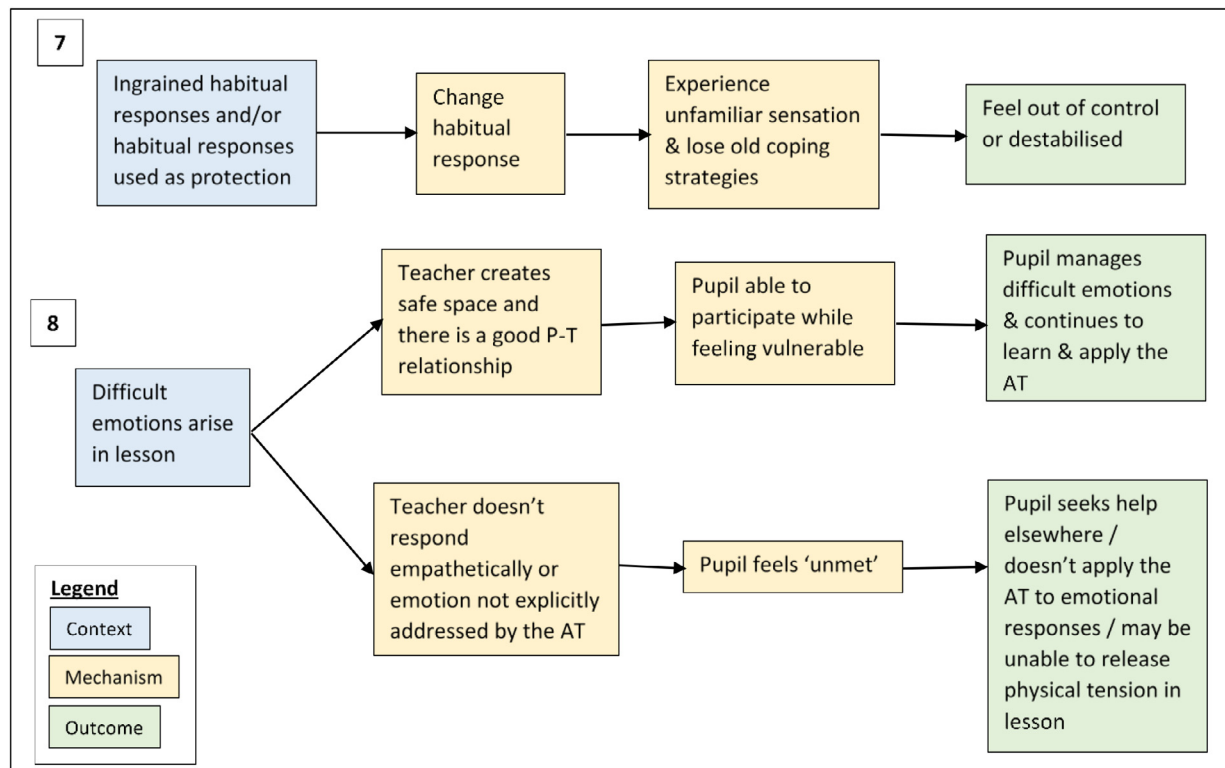 7
Ingrained habitual
responses and/or
habitual responses
used as protection
Change
habitual
response
Experience
unfamiliar sensation
& lose old coping
strategies
Feel out of control
or destabilised
8
Difficult
emotions arise
in lesson
Teacher creates
safe space and
there is a good P-T
relationship
Pupil able to
participate while
feeling vulnerable
Pupil manages
difficult emotions
& continues to
learn & apply the
AT
Teacher doesn’t
respond
empathetically or
emotion not explicitly
addressed by the AT
Pupil feels ‘unmet’
Pupil seeks help
elsewhere /
doesn’t apply the
AT to emotional
responses / may be
unable to release
physical tension in
lesson
Legend
Context
Mechanism
Outcome